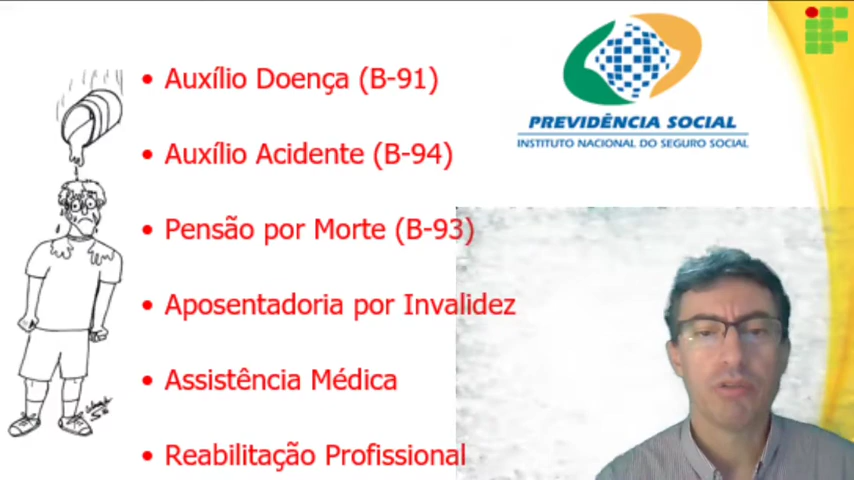 • Auxílio Doença (B-91)
• Auxílio Acidente (B-94)
• Pensão por Morte (B-93)
• Aposentadoria por Invalidez
• Assistência Médica
• Reabilitação Profissional
PREVIDÊNCIA SOCIAL
INSTITUTO NACIONAL DO SEGURO SOCIAL